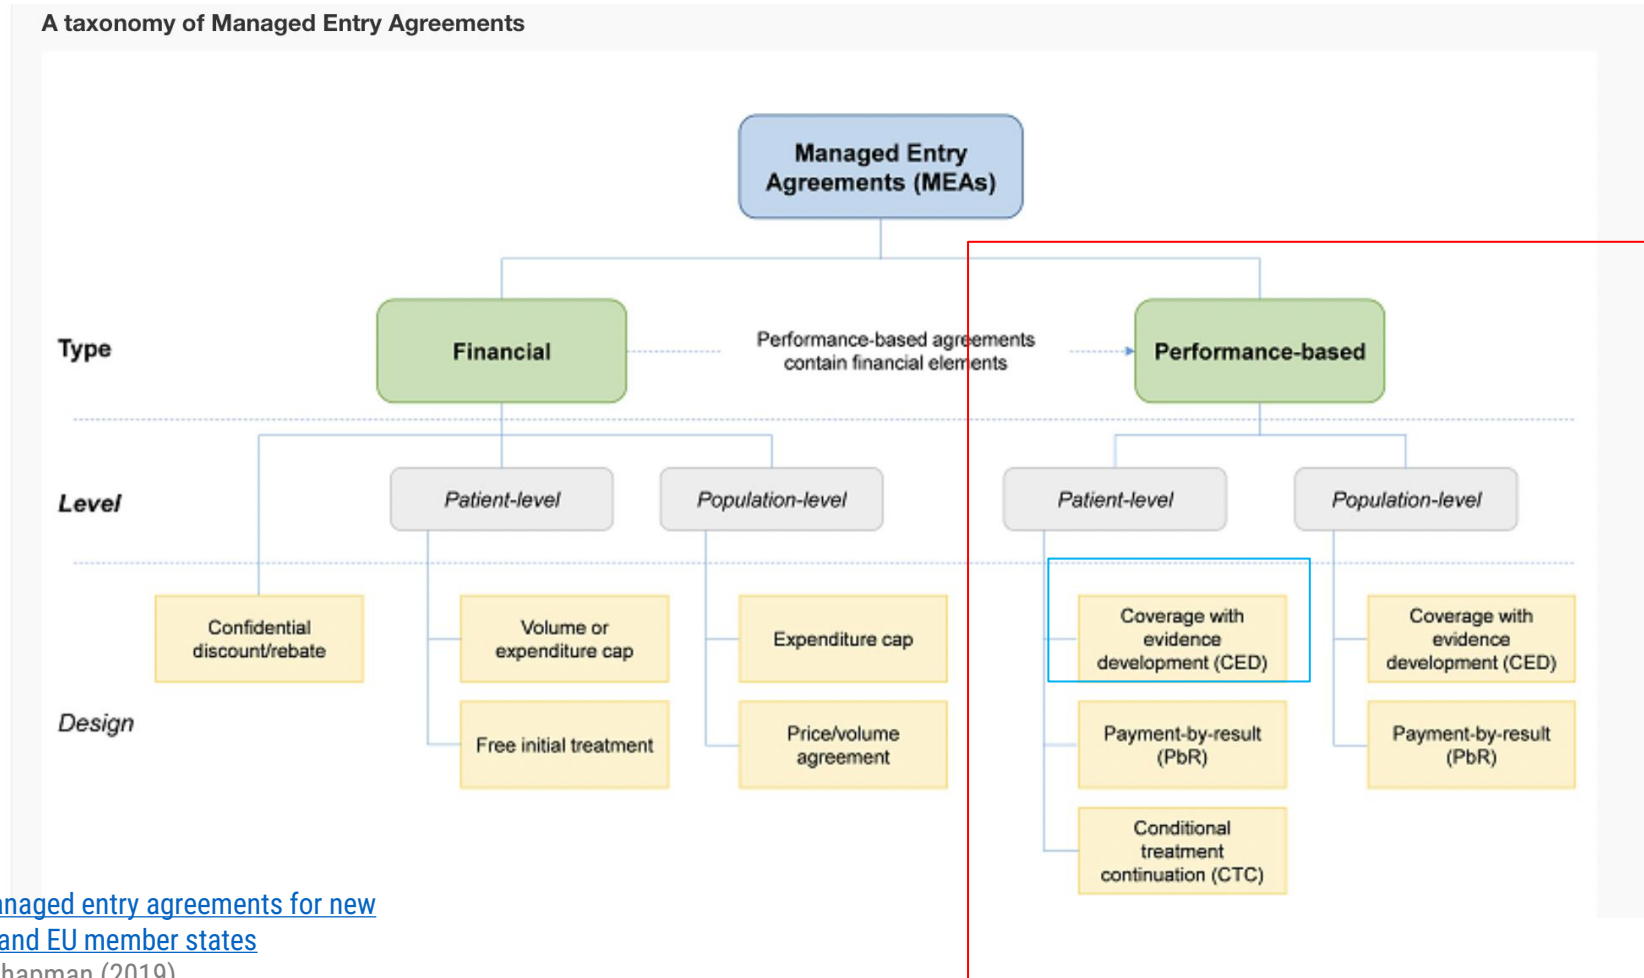 A taxonomy of Managed Entry Agreements
Managed Entry
Agreements (MEAs)
Type
Financial
Performance-based agreements
contain financial elements
Performance-based
Level
Patient-level
Population-level
Patient-level
Population-level
Design
Confidential
discount/rebate
Volume or
expenditure cap
Free initial treatment
Expenditure cap
Price/volume
agreement
Coverage with
evidence
development (CED)
Payment-by-result
(PbR)
Conditional
treatment
continuation (CTC)
Coverage with
evidence
development (CED)
Payment-by-result
(PbR)
entry agreements for new
and EU member states
(2019)